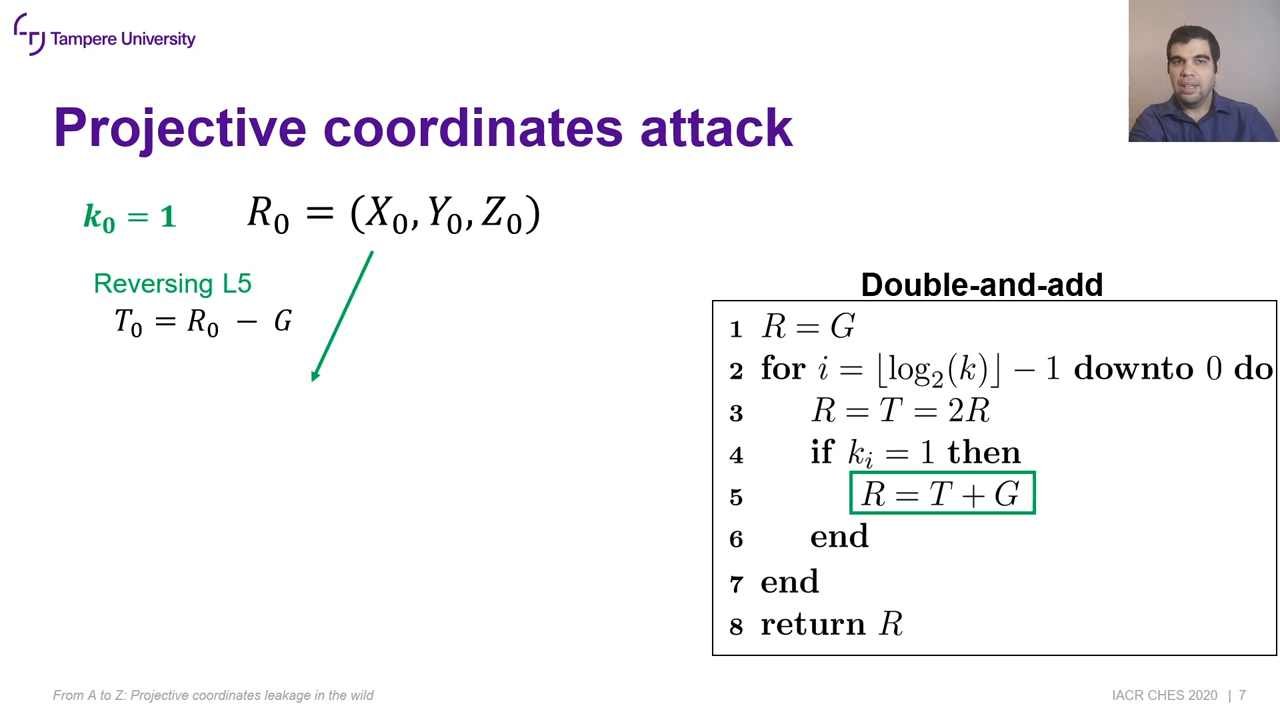 Tampere University
Projective coordinates attack
k₀ = 1
R₀ = (X₀, Y₀, Z₀)
Reversing L5
T₀ = R₀ − G
Double-and-add
1 R = G
2 for i = ⌊log₂(k)⌋ − 1 downto 0 do
3 R = T = 2R
4 if kᵢ = 1 then
5 R = T + G
6 end
7 end
8 return R
From A to Z: Projective coordinates leakage in the wild
IACR CHES 2020 | 7